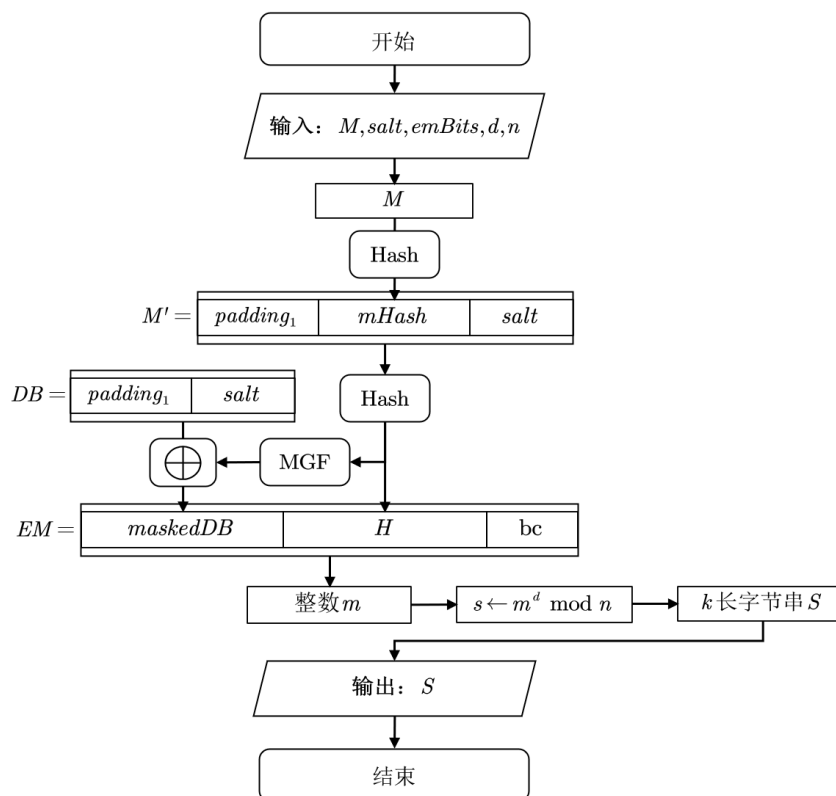 开始
输入：M,salt,emBits,d,n
M
Hash
M′= padding₁ mHash salt
DB= padding₁ salt
Hash
MGF
EM= maskedDB H bc
整数m
s←m^d mod n
k长字节串S
输出：S
结束